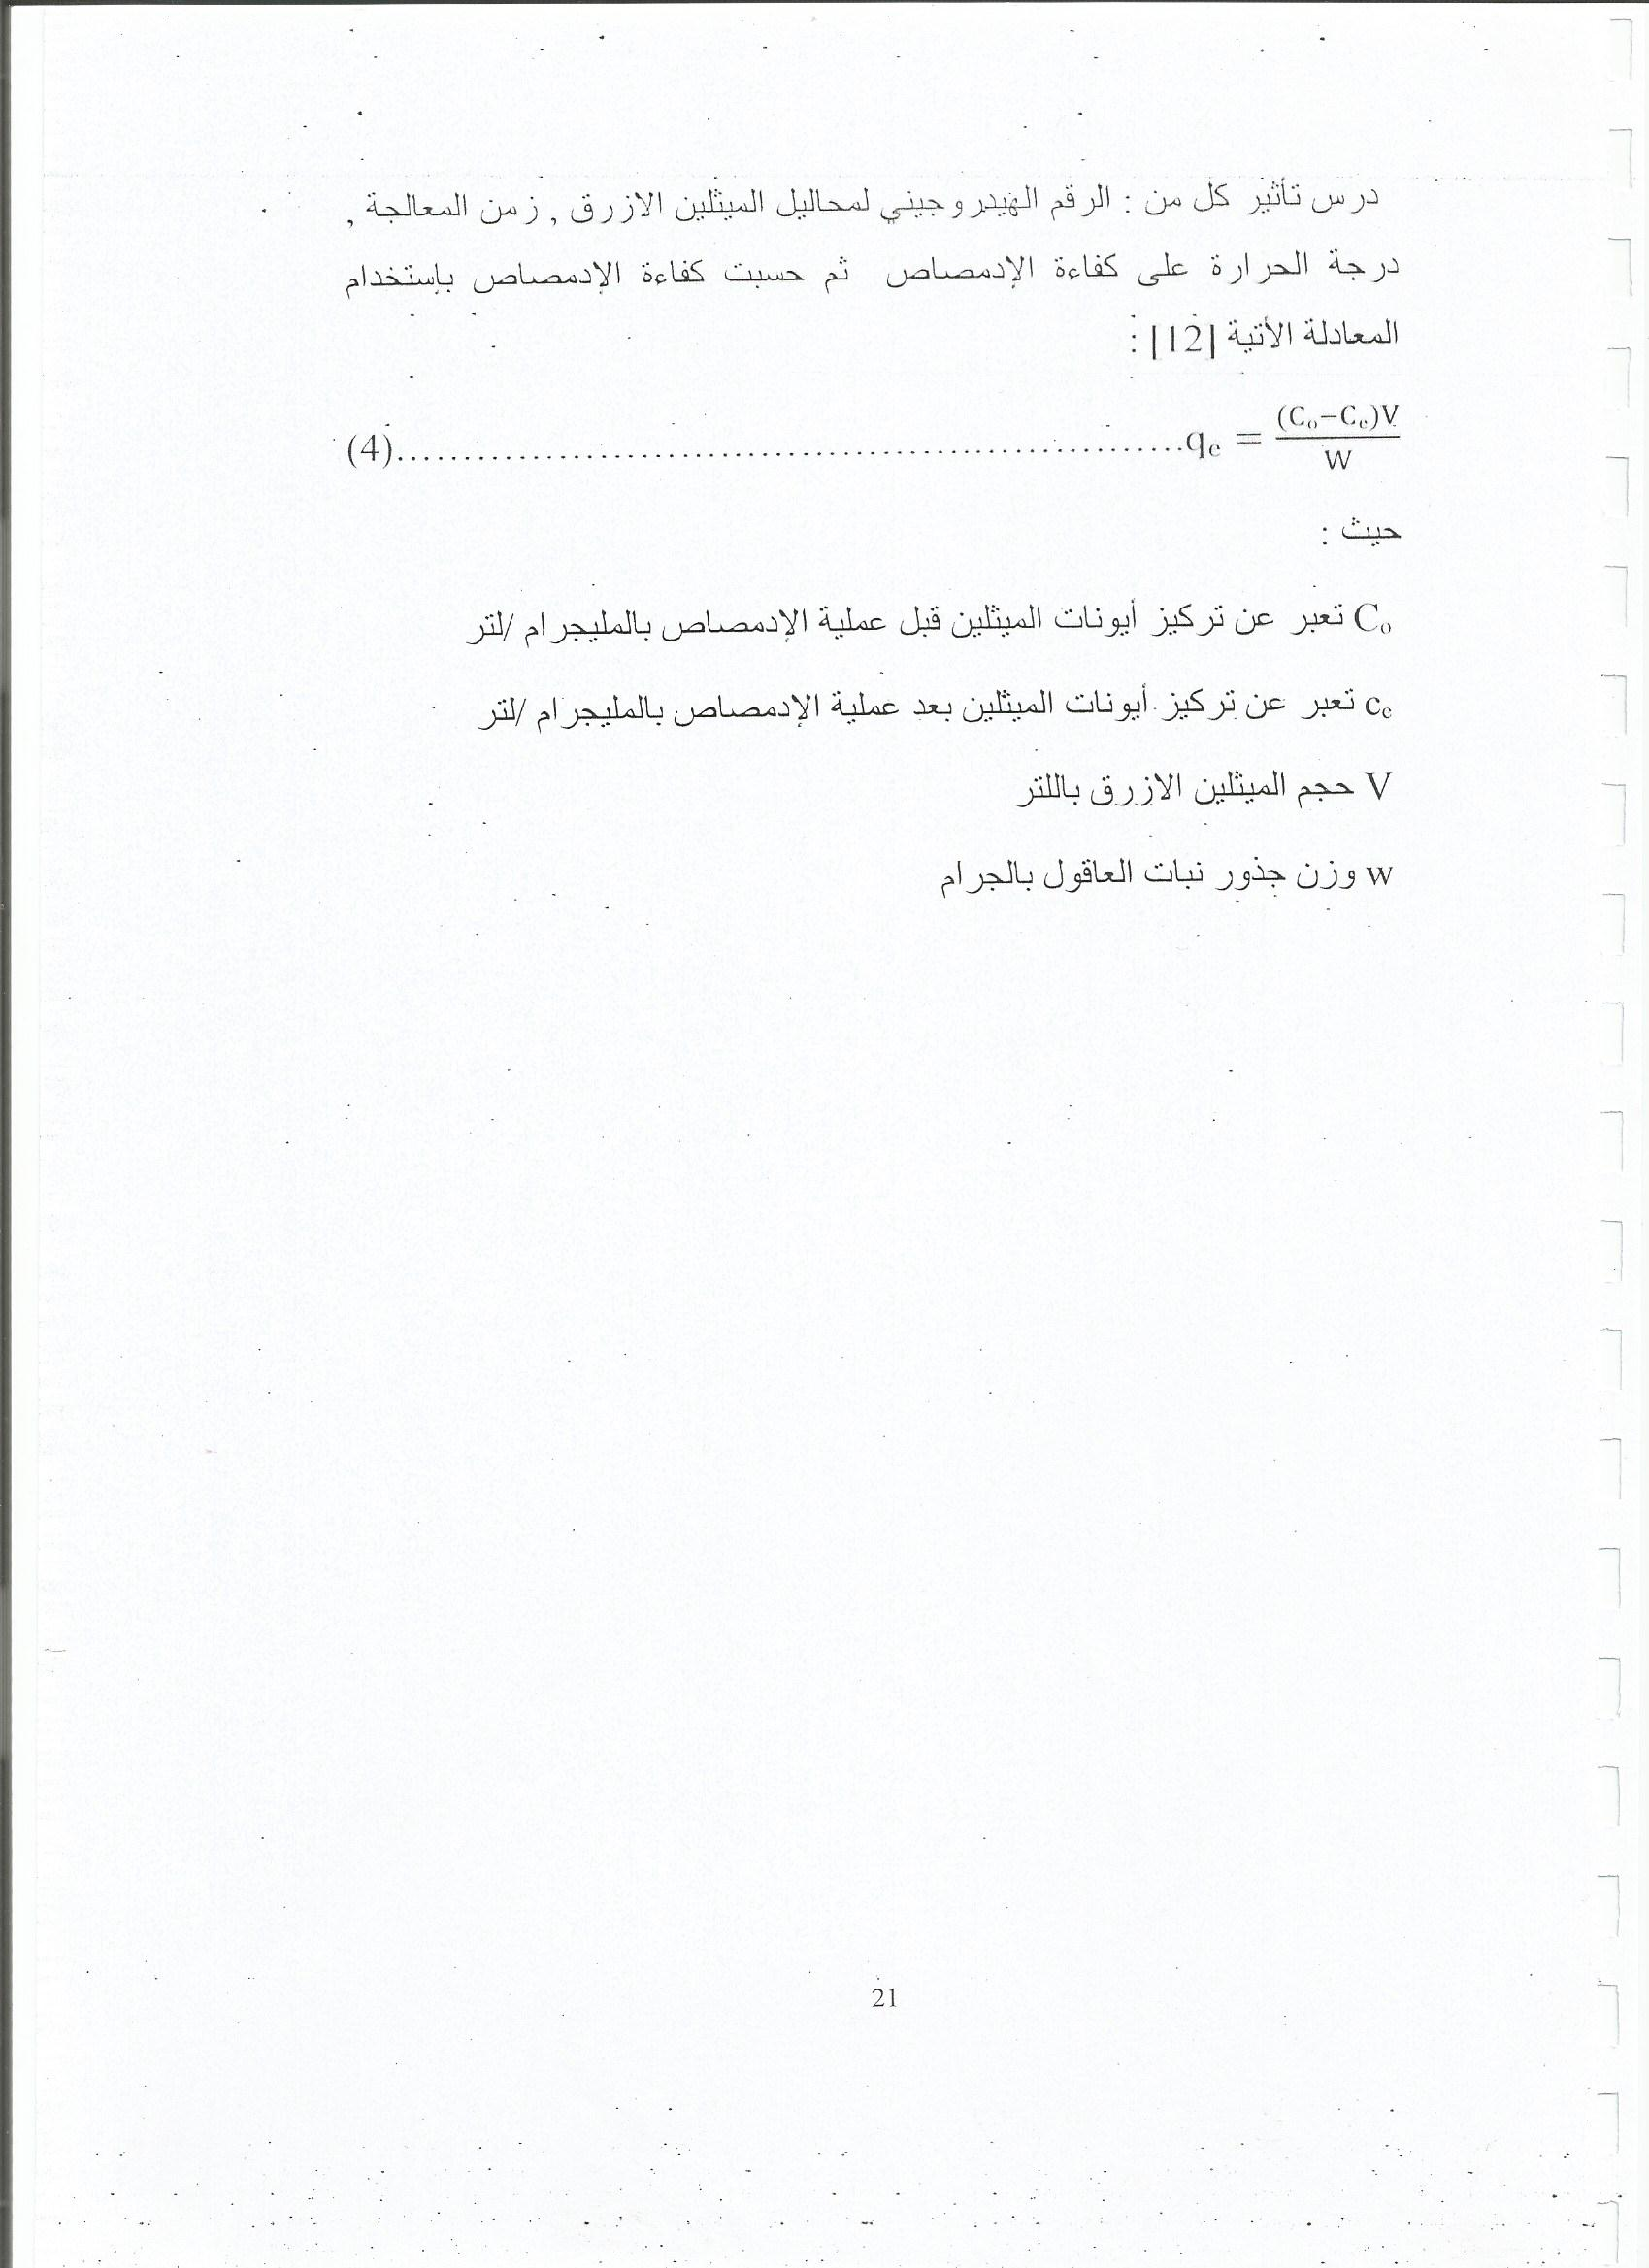 درس تأثير كل من : الرقم الهيدروجيني لمحاليل الميثلين الازرق , زمن المعالجة ,
درجة الحرارة على كفاءة الإدمصاص ثم حسبت كفاءة الإدمصاص بإستخدام
المعادلة الأتية [12] :
qₑ = (C₀−Cₑ)V / W ............................................................(4)
حيث :
C₀ تعبر عن تركيز أيونات الميثلين قبل عملية الإدمصاص بالمليجرام /لتر
cₑ تعبر عن تركيز أيونات الميثلين بعد عملية الإدمصاص بالمليجرام /لتر
V حجم الميثلين الازرق باللتر
w وزن جذور نبات العاقول بالجرام
21